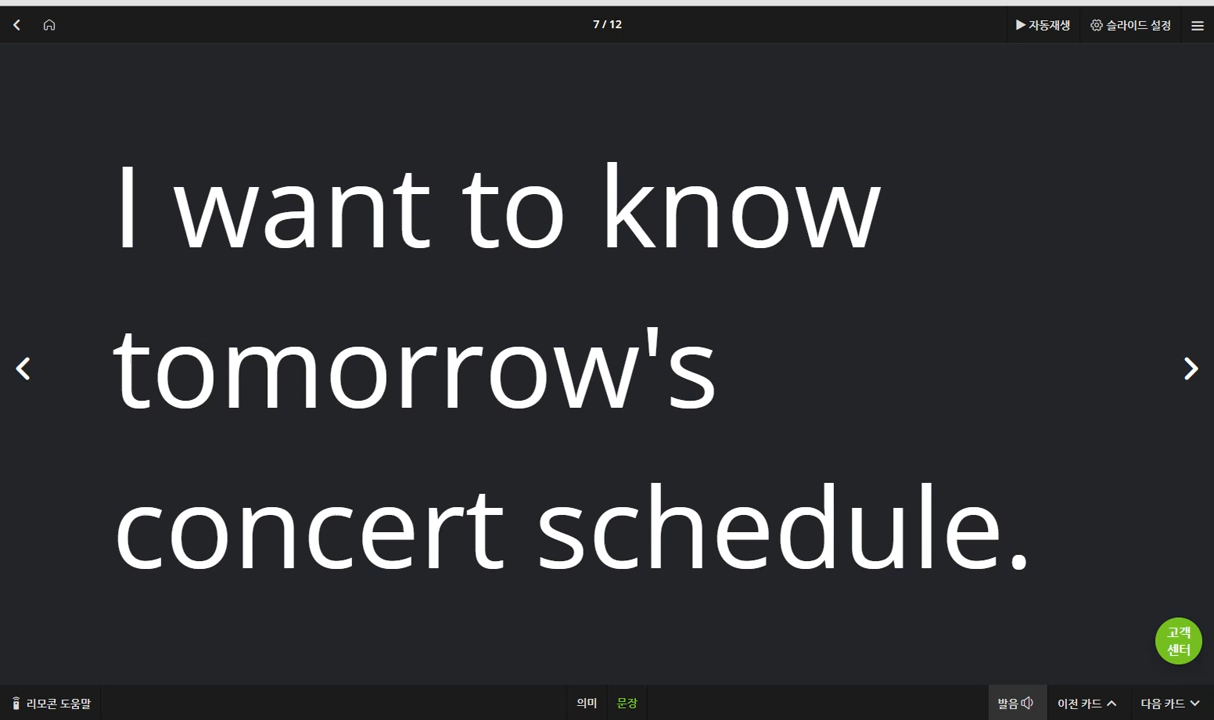 7 / 12
자동재생
슬라이드 설정
I want to know
tomorrow's
concert schedule.
고객
센터
리모콘 도움말
의미
문장
발음
이전 카드
다음 카드